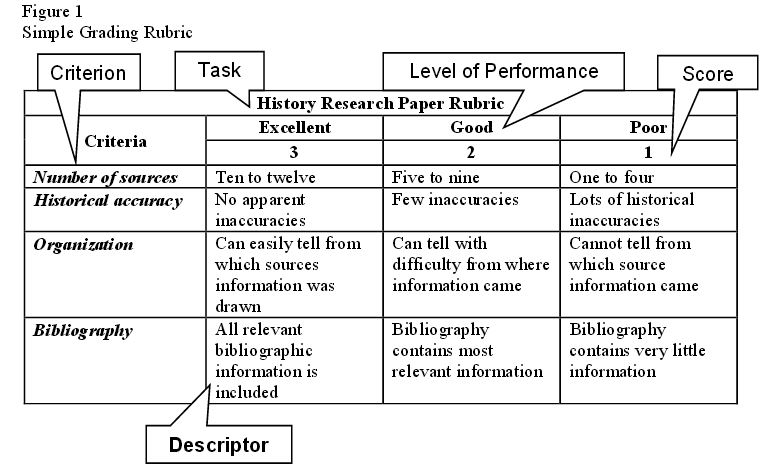 Figure 1
Simple Grading Rubric
Criterion
Task
Level of Performance
Score
History Research Paper Rubric
Criteria
Excellent
Good
Poor
3
2
1
Number of sources
Ten to twelve
Five to nine
One to four
Historical accuracy
No apparent
inaccuracies
Few inaccuracies
Lots of historical
inaccuracies
Organization
Can easily tell from
which sources
information was
drawn
Can tell with
difficulty from where
information came
Cannot tell from
which source
information came
Bibliography
All relevant
bibliographic
information is
included
Bibliography
contains most
relevant information
Bibliography
contains very little
information
Descriptor